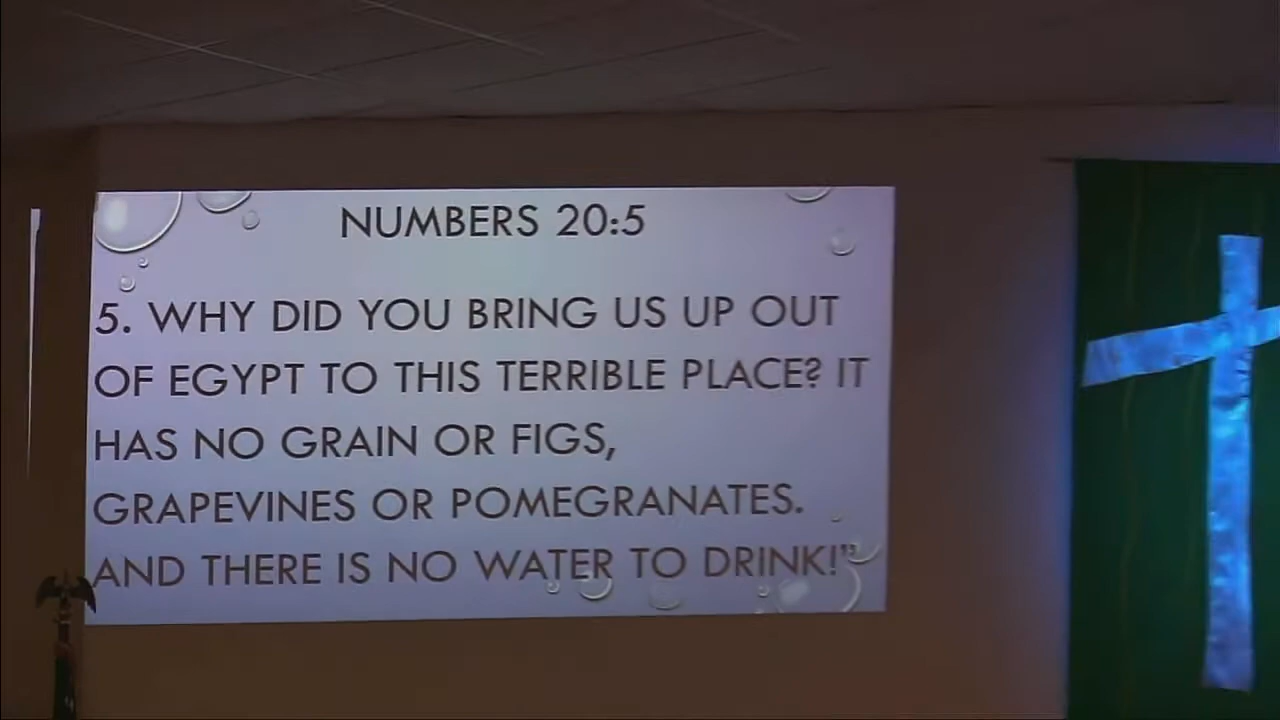 NUMBERS 20:5
5. WHY DID YOU BRING US UP OUT
OF EGYPT TO THIS TERRIBLE PLACE? IT
HAS NO GRAIN OR FIGS,
GRAPEVINES OR POMEGRANATES.
AND THERE IS NO WATER TO DRINK!”